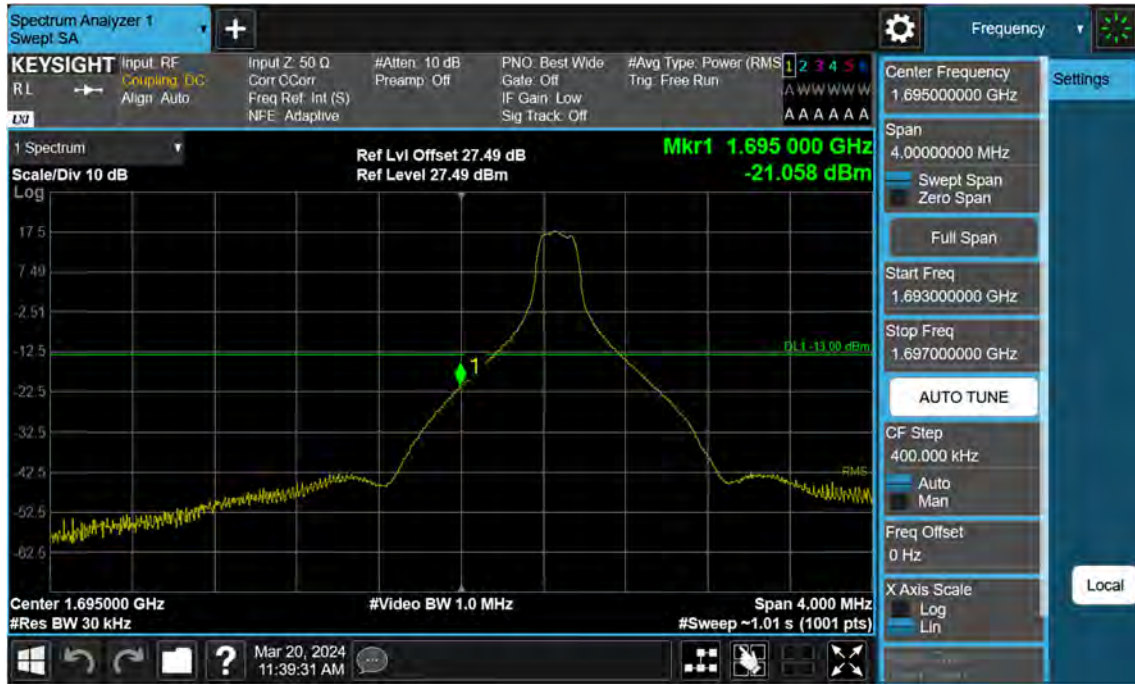 Spectrum Analyzer 1
Swept SA
Frequency
KEYSIGHT
RL
LXI
Input: RF
Coupling: DC
Align: Auto
Input Z: 50 Ω
Corr CCorr
Freq Ref: Int (S)
NFE: Adaptive
#Atten: 10 dB
Preamp: Off
PNO: Best Wide
Gate: Off
IF Gain: Low
Sig Track: Off
#Avg Type: Power (RMS
Trig: Free Run
1 2 3 4 5 6
A W W W W W
A A A A A A
1 Spectrum
Scale/Div 10 dB
Ref Lvl Offset 27.49 dB
Ref Level 27.49 dBm
Mkr1 1.695 000 GHz
-21.058 dBm
Log
17.5
7.49
-2.51
-12.5
-22.5
-32.5
-42.5
-52.5
-62.5
DL1 -13.00 dBm
1
RMS
Center 1.695000 GHz
#Res BW 30 kHz
#Video BW 1.0 MHz
Span 4.000 MHz
#Sweep ~1.01 s (1001 pts)
Mar 20, 2024
11:39:31 AM
Center Frequency
1.695000000 GHz
Span
4.00000000 MHz
Swept Span
Zero Span
Full Span
Start Freq
1.693000000 GHz
Stop Freq
1.697000000 GHz
AUTO TUNE
CF Step
400.000 kHz
Auto
Man
Freq Offset
0 Hz
X Axis Scale
Log
Lin
Settings
Local